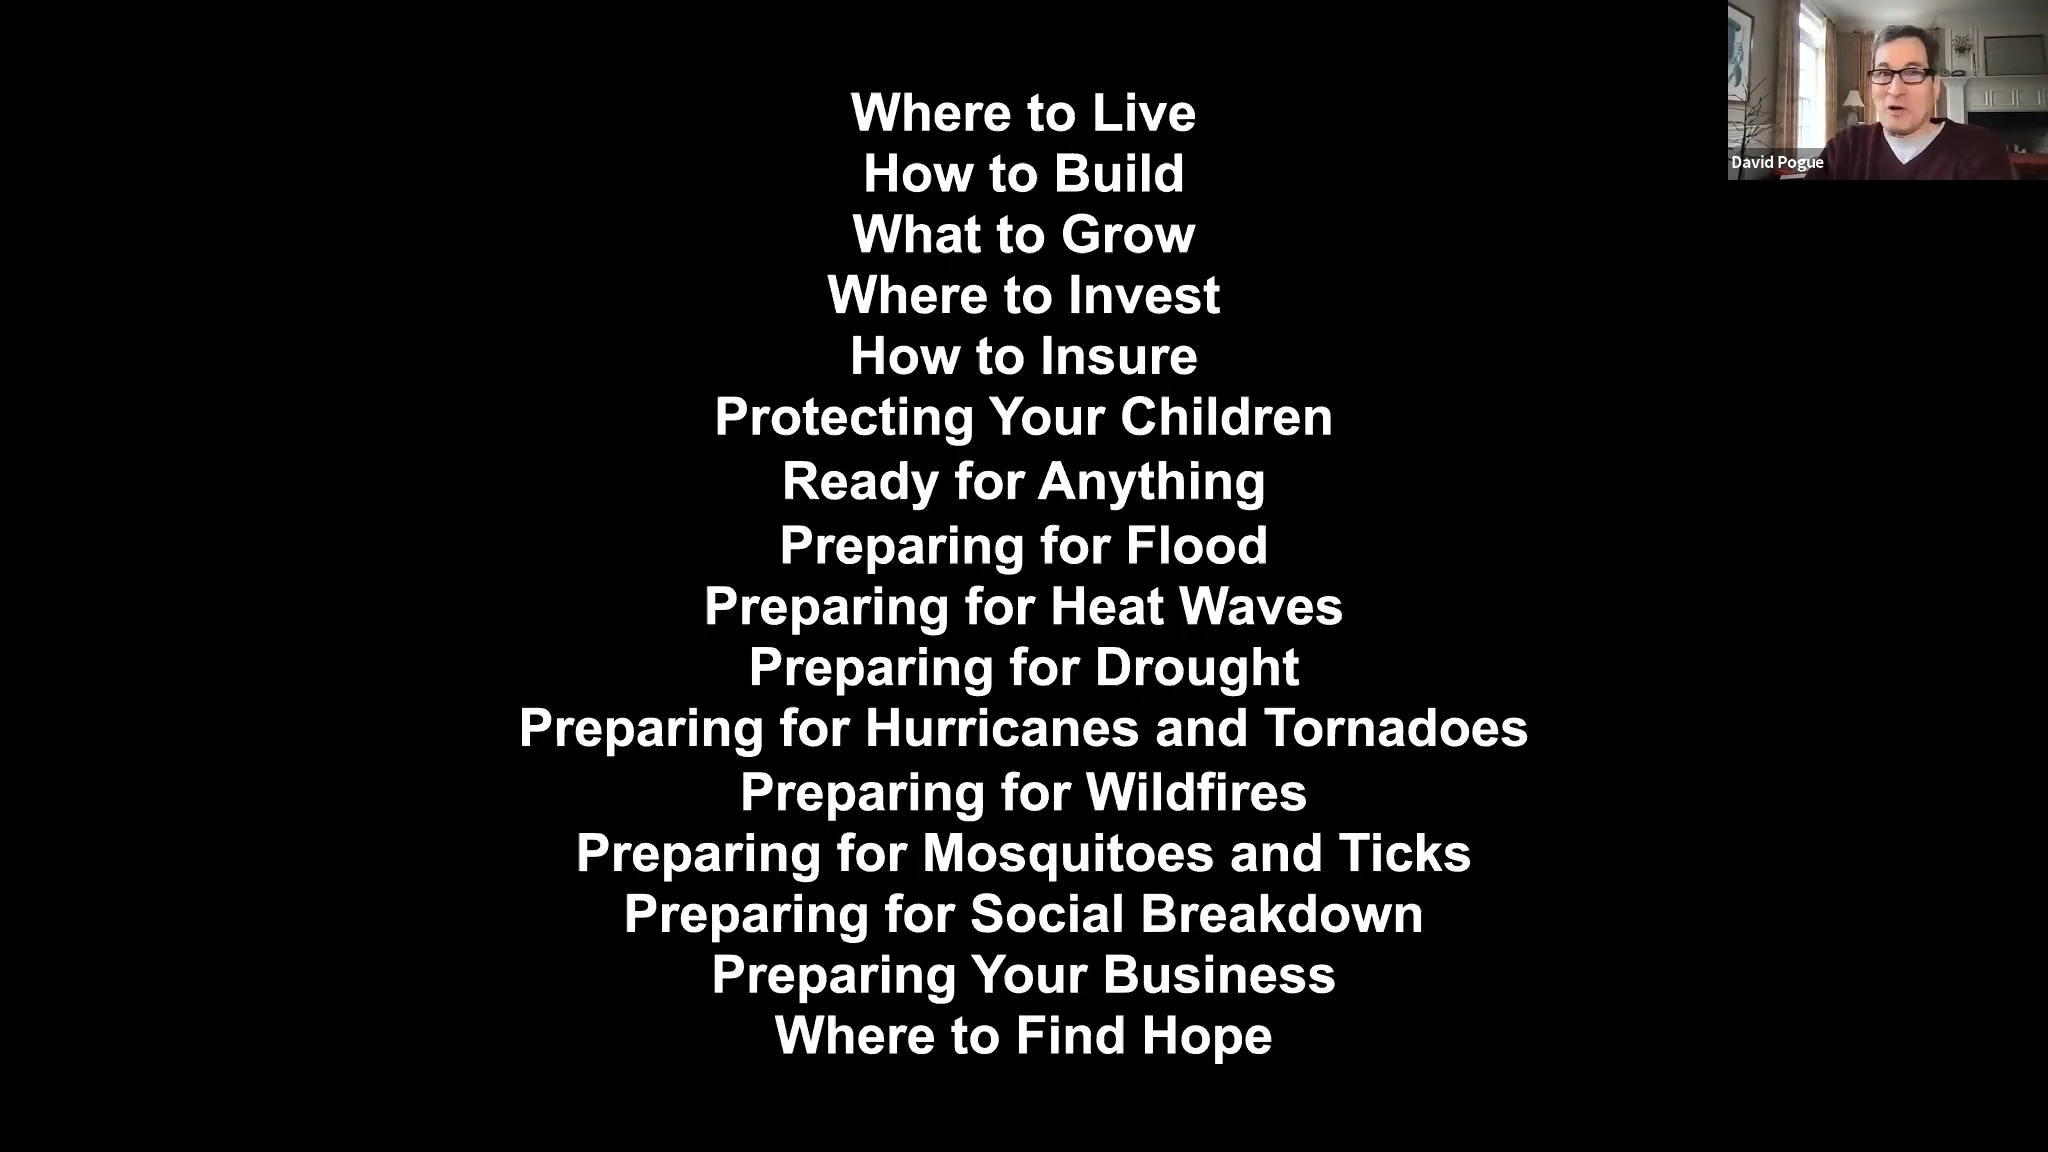 Where to Live
How to Build
What to Grow
Where to Invest
How to Insure
Protecting Your Children
Ready for Anything
Preparing for Flood
Preparing for Heat Waves
Preparing for Drought
Preparing for Hurricanes and Tornadoes
Preparing for Wildfires
Preparing for Mosquitoes and Ticks
Preparing for Social Breakdown
Preparing Your Business
Where to Find Hope
David Pogue